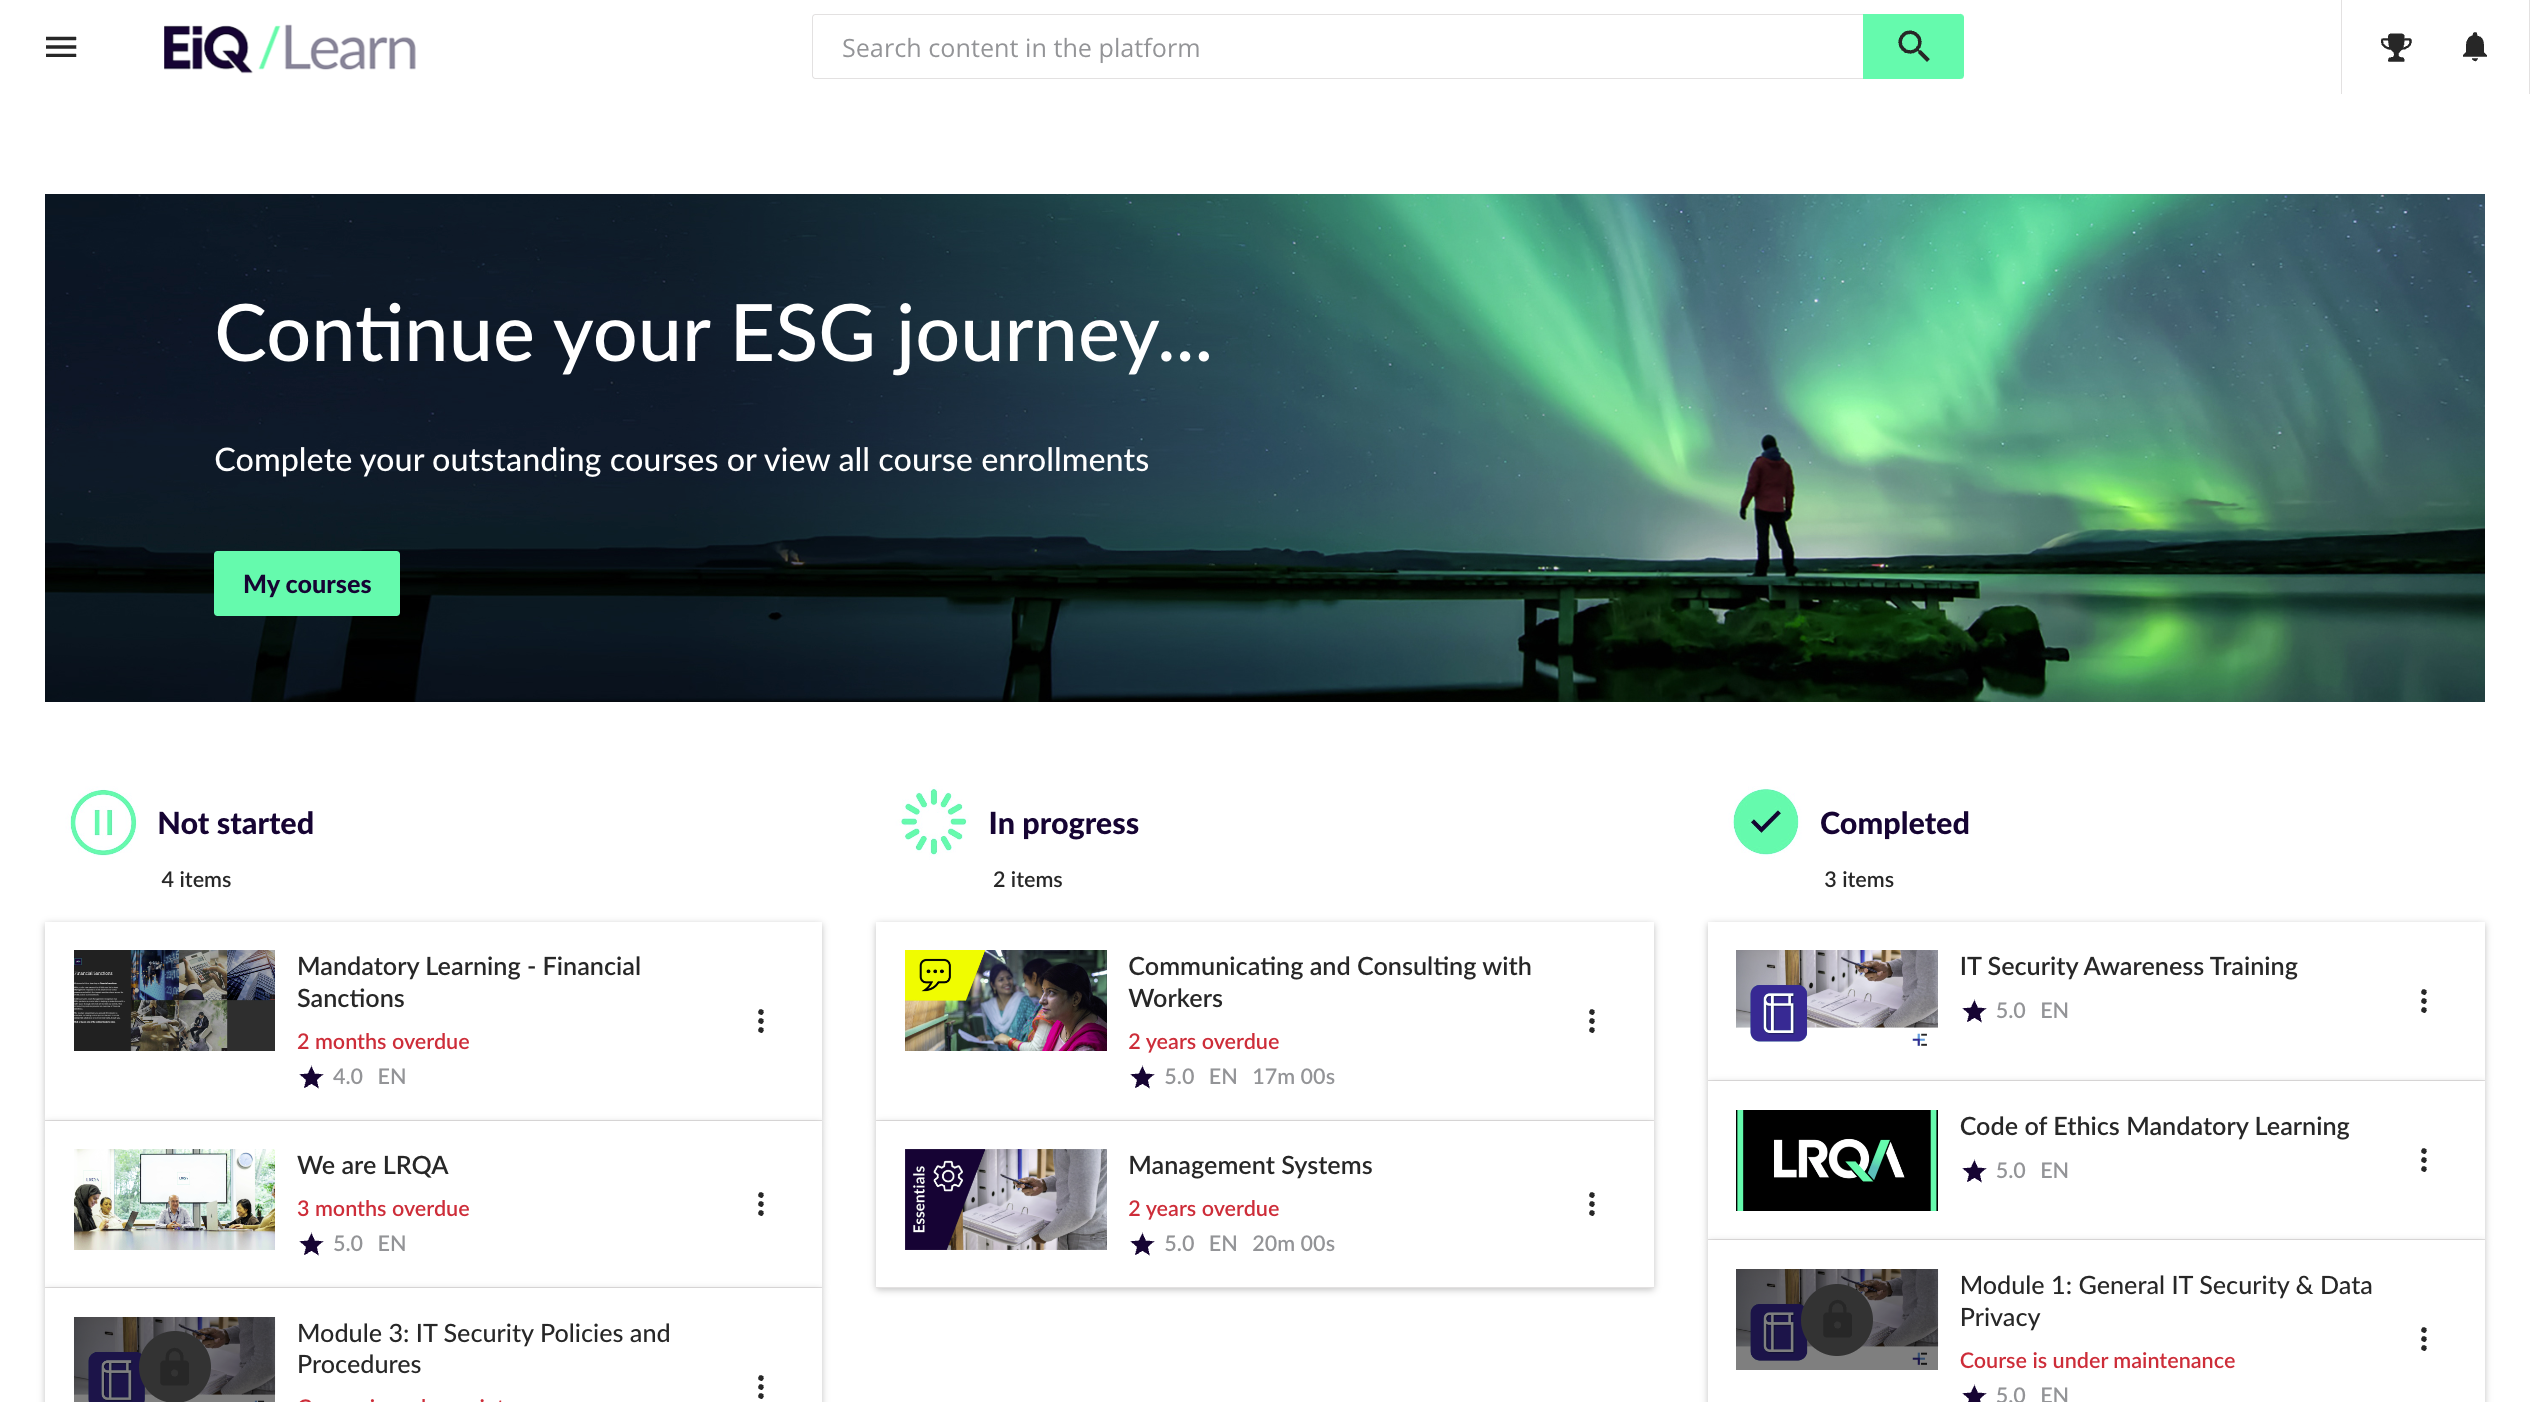 EiQ /Learn
Search content in the platform
Continue your ESG journey...
Complete your outstanding courses or view all course enrollments
My courses
Not started
4 items
Mandatory Learning - Financial
Sanctions
2 months overdue
4.0 EN
We are LRQA
3 months overdue
5.0 EN
Module 3: IT Security Policies and
Procedures
In progress
2 items
Communicating and Consulting with
Workers
2 years overdue
5.0 EN 17m 00s
Essentials
Management Systems
2 years overdue
5.0 EN 20m 00s
Completed
3 items
IT Security Awareness Training
5.0 EN
LRQA
Code of Ethics Mandatory Learning
5.0 EN
Module 1: General IT Security & Data
Privacy
Course is under maintenance
5.0 EN